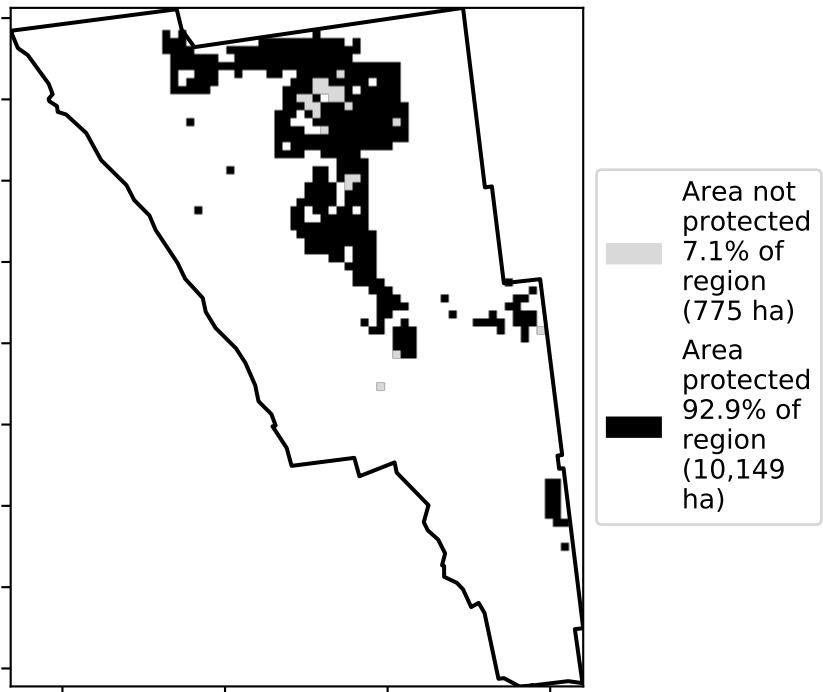 Area not
protected
7.1% of
region
(775 ha)
Area
protected
92.9% of
region
(10,149
ha)